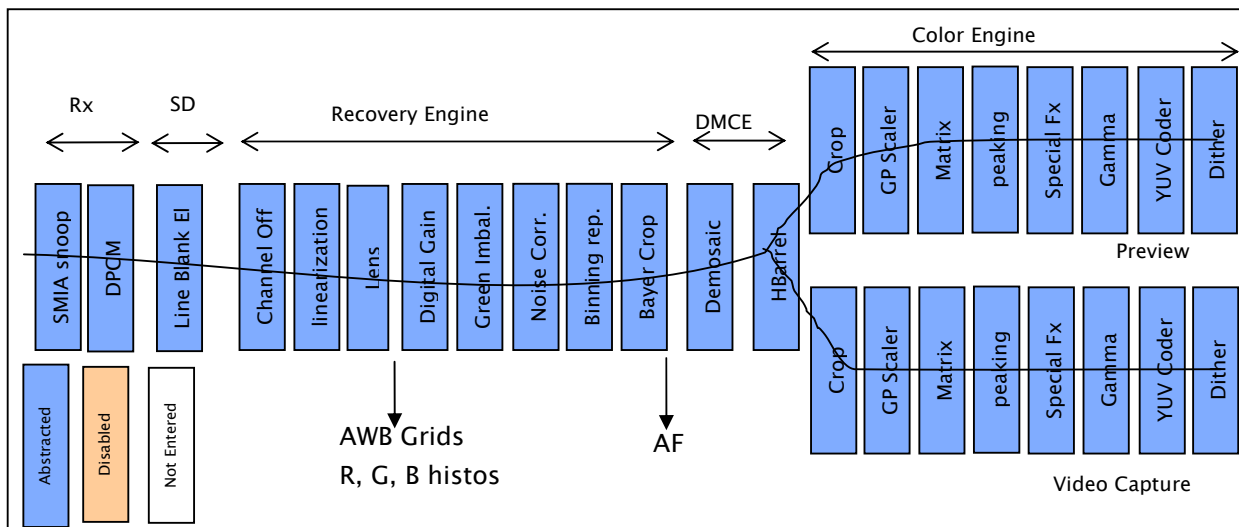 Color Engine
Rx
SD
Recovery Engine
DMCE
SMIA snoop
DPCM
Line Blank El
Channel Off
linearization
Lens
Digital Gain
Green Imbal.
Noise Corr.
Binning rep.
Bayer Crop
Demosaic
HBarrel
Crop
GP Scaler
Matrix
peaking
Special Fx
Gamma
YUV Coder
Dither
Preview
Crop
GP Scaler
Matrix
peaking
Special Fx
Gamma
YUV Coder
Dither
Video Capture
AWB Grids
R, G, B histos
AF
Abstracted
Disabled
Not Entered